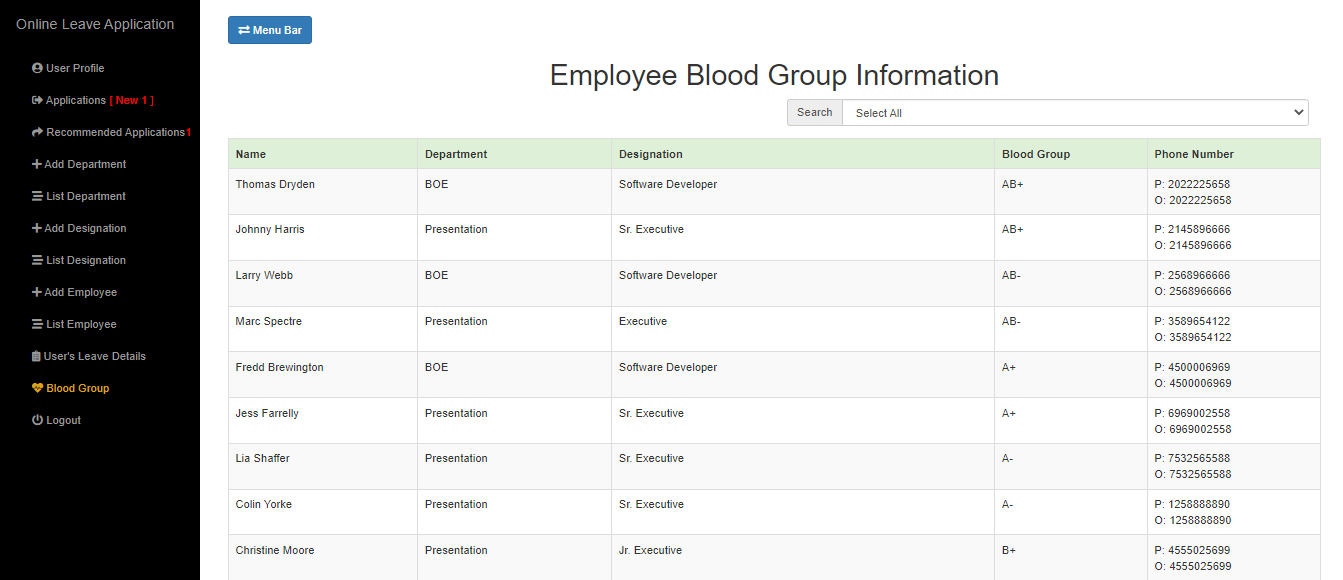 Online Leave Application
User Profile
Applications [ New 1 ]
Recommended Applications1
Add Department
List Department
Add Designation
List Designation
Add Employee
List Employee
User's Leave Details
Blood Group
Logout
Menu Bar
Employee Blood Group Information
Search Select All
Name Department Designation Blood Group Phone Number
Thomas Dryden BOE Software Developer AB+ P: 2022225658
O: 2022225658
Johnny Harris Presentation Sr. Executive AB+ P: 2145896666
O: 2145896666
Larry Webb BOE Software Developer AB- P: 2568966666
O: 2568966666
Marc Spectre Presentation Executive AB- P: 3589654122
O: 3589654122
Fredd Brewington BOE Software Developer A+ P: 4500006969
O: 4500006969
Jess Farrelly Presentation Sr. Executive A+ P: 6969002558
O: 6969002558
Lia Shaffer Presentation Sr. Executive A- P: 7532565588
O: 7532565588
Colin Yorke Presentation Sr. Executive A- P: 1258888890
O: 1258888890
Christine Moore Presentation Jr. Executive B+ P: 4555025699
O: 4555025699